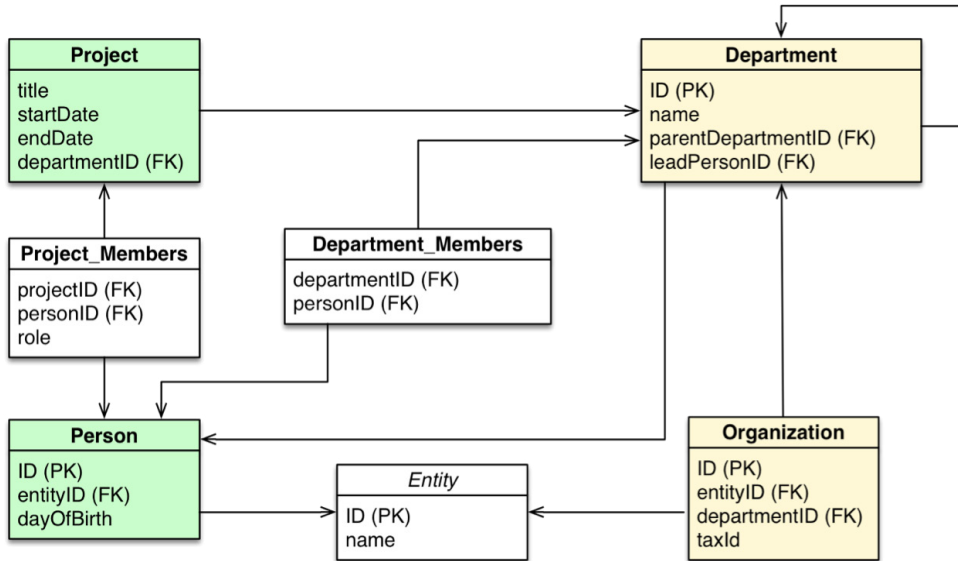 Project
title
startDate
endDate
departmentID (FK)
Department
ID (PK)
name
parentDepartmentID (FK)
leadPersonID (FK)
Project_Members
projectID (FK)
personID (FK)
role
Department_Members
departmentID (FK)
personID (FK)
Person
ID (PK)
entityID (FK)
dayOfBirth
Entity
ID (PK)
name
Organization
ID (PK)
entityID (FK)
departmentID (FK)
taxId